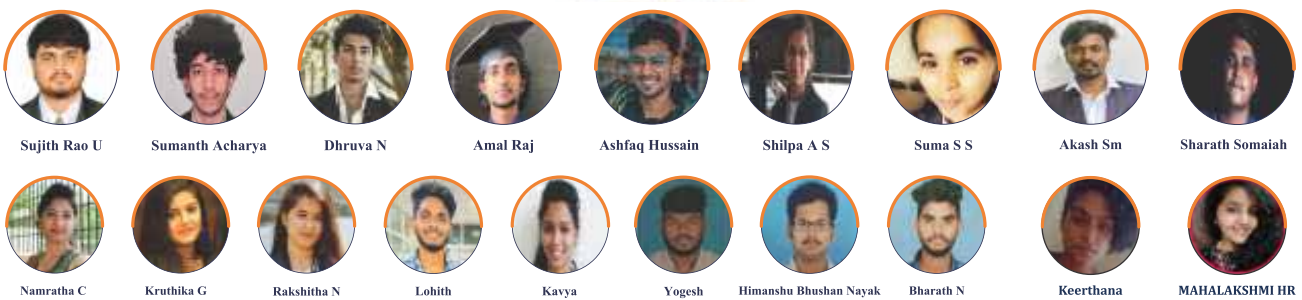 Sujith Rao U Sumanth Acharya Dhruva N Amal Raj Ashfaq Hussain Shilpa A S Suma S S Akash Sm Sharath Somaiah
Namratha C Kruthika G Rakshitha N Lohith Kavya Yogesh Himanshu Bhushan Nayak Bharath N Keerthana MAHALAKSHMI HR